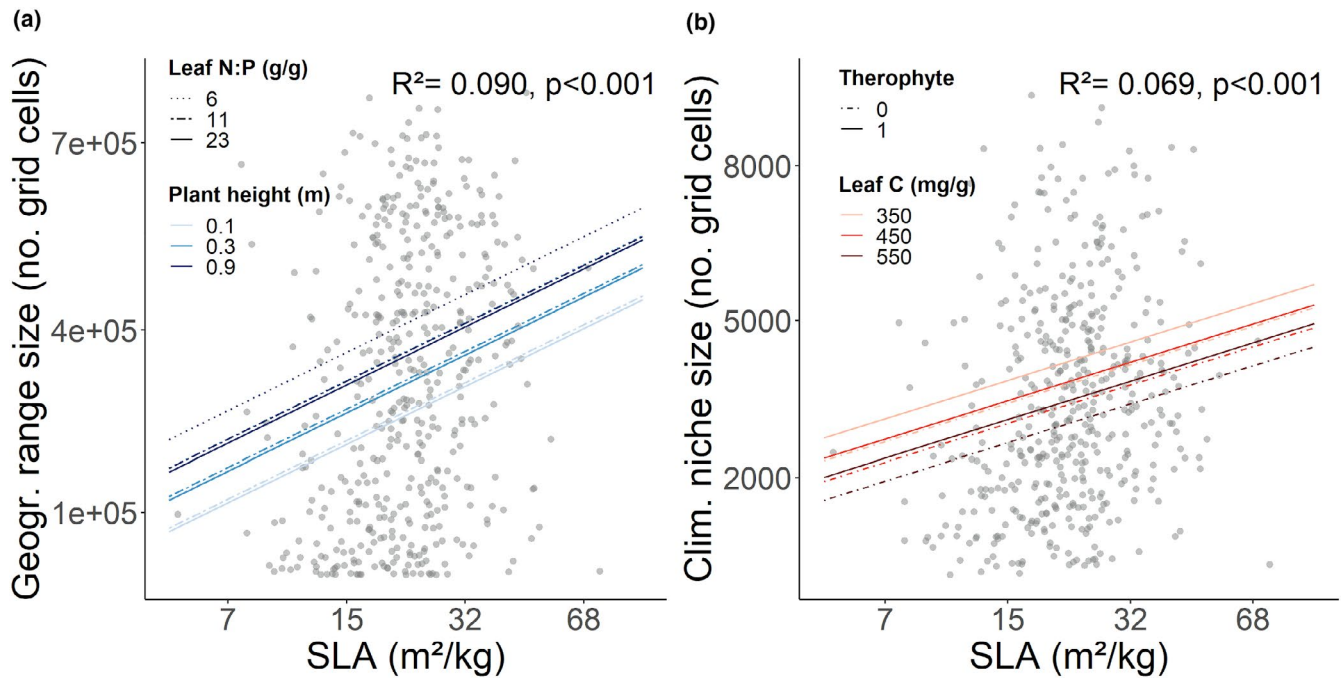 (a)
Geogr. range size (no. grid cells)
7e+05
4e+05
1e+05
Leaf N:P (g/g)
6
11
23
Plant height (m)
0.1
0.3
0.9
R²= 0.090, p<0.001
7 15 32 68
SLA (m²/kg)
(b)
Clim. niche size (no. grid cells)
8000
5000
2000
Therophyte
0
1
Leaf C (mg/g)
350
450
550
R²= 0.069, p<0.001
7 15 32 68
SLA (m²/kg)